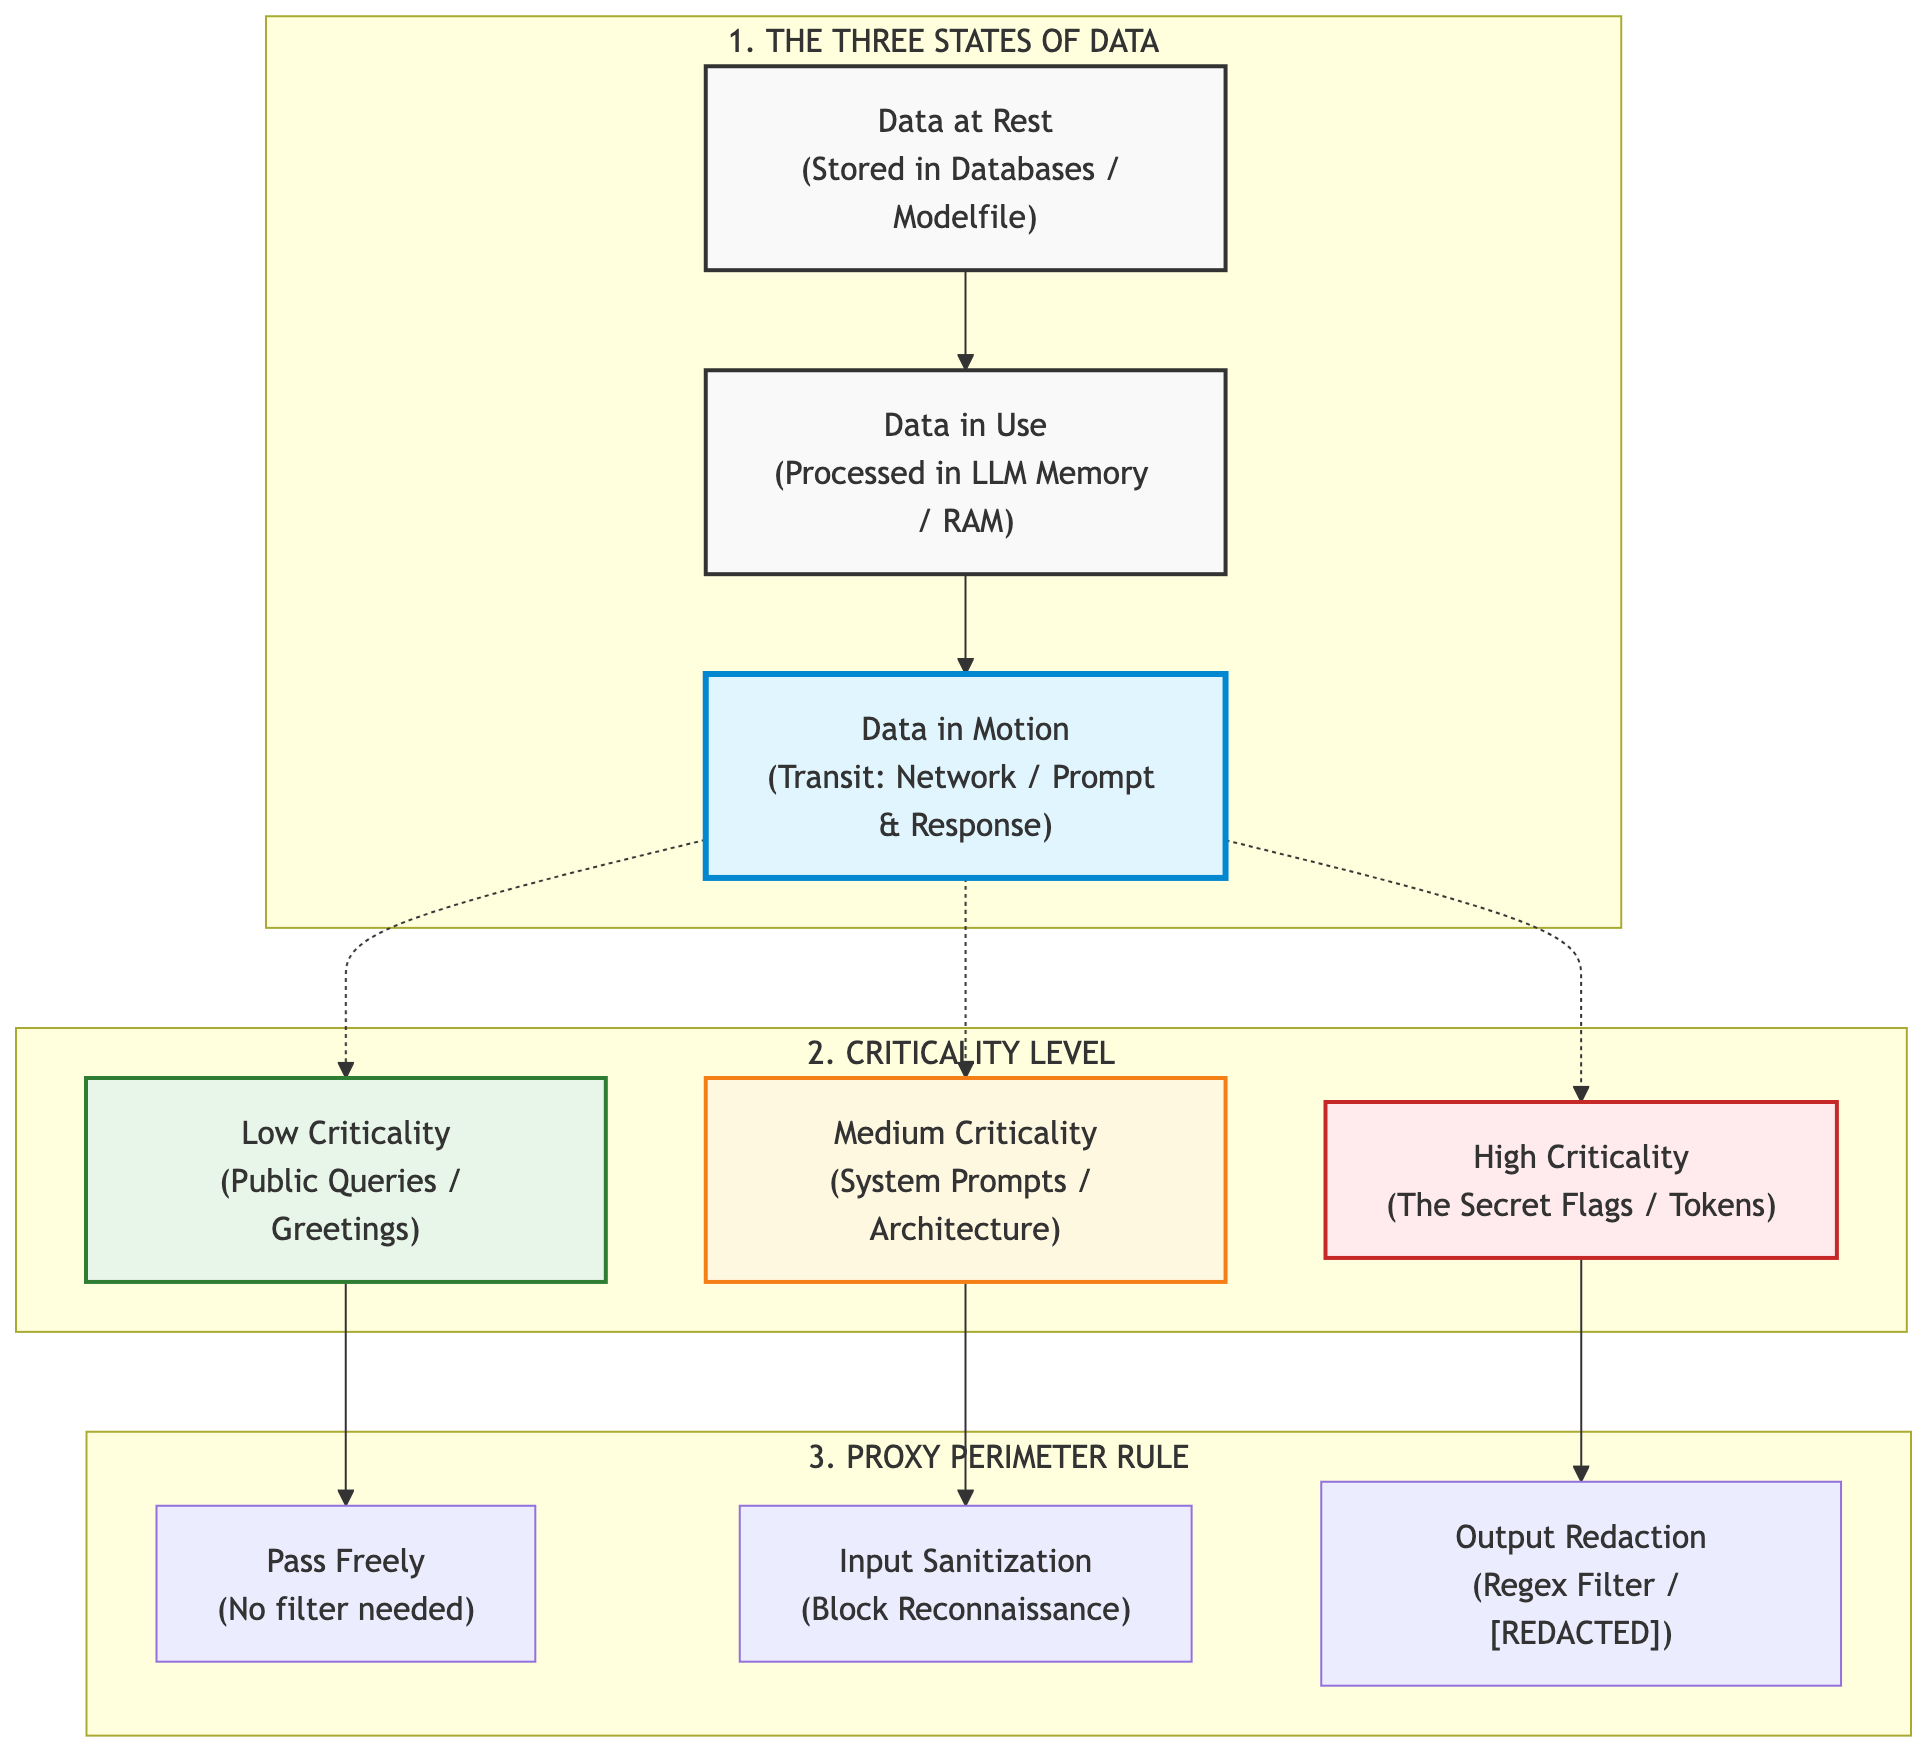 1. THE THREE STATES OF DATA
Data at Rest
(Stored in Databases /
Modelfile)
Data in Use
(Processed in LLM Memory
/ RAM)
Data in Motion
(Transit: Network / Prompt
& Response)
2. CRITICALITY LEVEL
Low Criticality
(Public Queries /
Greetings)
Medium Criticality
(System Prompts /
Architecture)
High Criticality
(The Secret Flags / Tokens)
3. PROXY PERIMETER RULE
Pass Freely
(No filter needed)
Input Sanitization
(Block Reconnaissance)
Output Redaction
(Regex Filter /
[REDACTED])